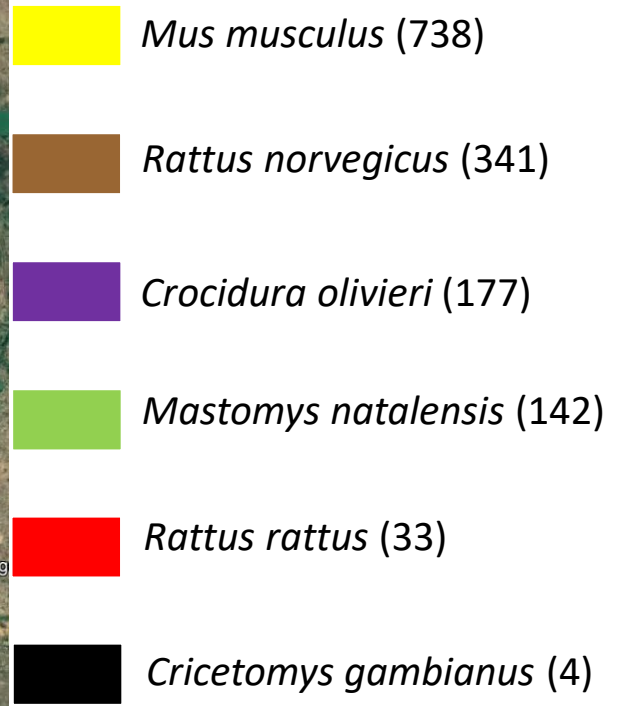 Mus musculus (738)
Rattus norvegicus (341)
Crocidura olivieri (177)
Mastomys natalensis (142)
Rattus rattus (33)
g
Cricetomys gambianus (4)